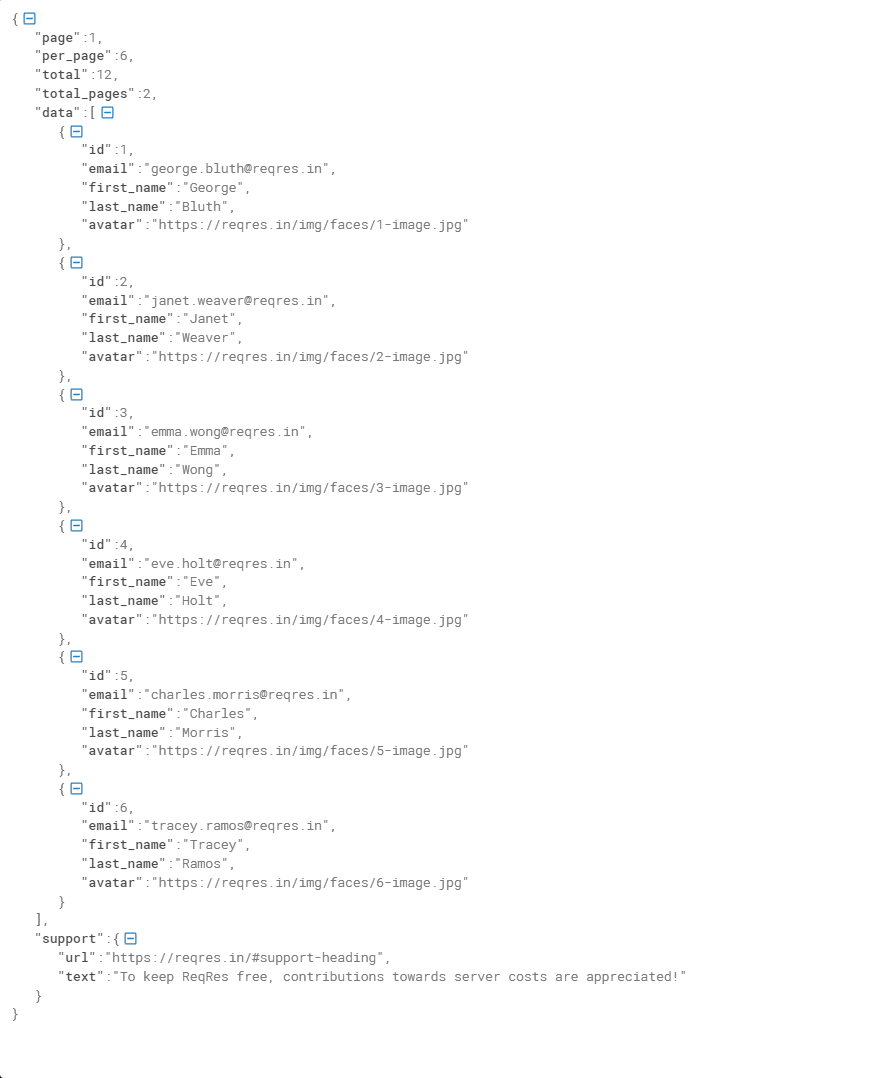 {
"page":1,
"per_page":6,
"total":12,
"total_pages":2,
"data":[
{
"id":1,
"email":"george.bluth@reqres.in",
"first_name":"George",
"last_name":"Bluth",
"avatar":"https://reqres.in/img/faces/1-image.jpg"
},
{
"id":2,
"email":"janet.weaver@reqres.in",
"first_name":"Janet",
"last_name":"Weaver",
"avatar":"https://reqres.in/img/faces/2-image.jpg"
},
{
"id":3,
"email":"emma.wong@reqres.in",
"first_name":"Emma",
"last_name":"Wong",
"avatar":"https://reqres.in/img/faces/3-image.jpg"
},
{
"id":4,
"email":"eve.holt@reqres.in",
"first_name":"Eve",
"last_name":"Holt",
"avatar":"https://reqres.in/img/faces/4-image.jpg"
},
{
"id":5,
"email":"charles.morris@reqres.in",
"first_name":"Charles",
"last_name":"Morris",
"avatar":"https://reqres.in/img/faces/5-image.jpg"
},
{
"id":6,
"email":"tracey.ramos@reqres.in",
"first_name":"Tracey",
"last_name":"Ramos",
"avatar":"https://reqres.in/img/faces/6-image.jpg"
}
],
"support":{
"url":"https://reqres.in/#support-heading",
"text":"To keep ReqRes free, contributions towards server costs are appreciated!"
}
}